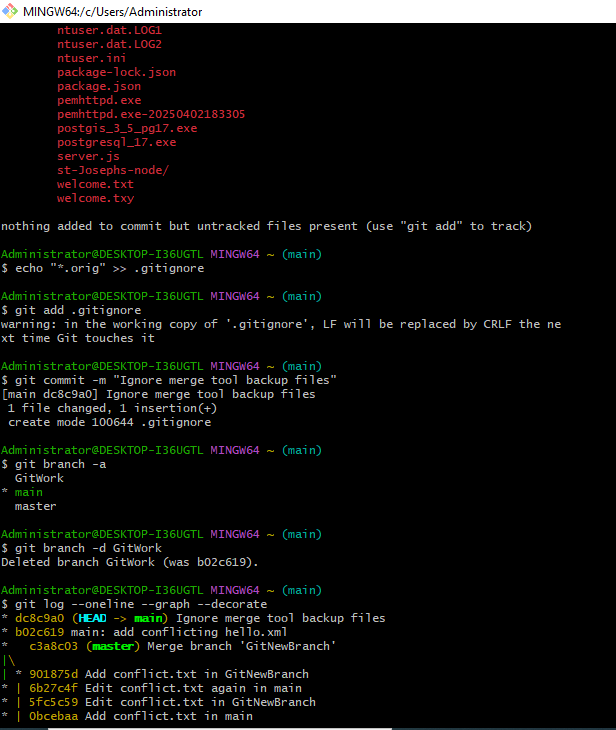 MINGW64:/c/Users/Administrator
ntuser.dat.LOG1
ntuser.dat.LOG2
ntuser.ini
package-lock.json
package.json
pemhttpd.exe
pemhttpd.exe-20250402183305
postgis_3_5_pg17.exe
postgresql_17.exe
server.js
st-Josephs-node/
welcome.txt
welcome.txy
nothing added to commit but untracked files present (use "git add" to track)
Administrator@DESKTOP-I36UGTL MINGW64 ~ (main)
$ echo "*.orig" >> .gitignore
Administrator@DESKTOP-I36UGTL MINGW64 ~ (main)
$ git add .gitignore
warning: in the working copy of '.gitignore', LF will be replaced by CRLF the ne
xt time Git touches it
Administrator@DESKTOP-I36UGTL MINGW64 ~ (main)
$ git commit -m "Ignore merge tool backup files"
[main dc8c9a0] Ignore merge tool backup files
 1 file changed, 1 insertion(+)
 create mode 100644 .gitignore
Administrator@DESKTOP-I36UGTL MINGW64 ~ (main)
$ git branch -a
  GitWork
* main
  master
Administrator@DESKTOP-I36UGTL MINGW64 ~ (main)
$ git branch -d GitWork
Deleted branch GitWork (was b02c619).
Administrator@DESKTOP-I36UGTL MINGW64 ~ (main)
$ git log --oneline --graph --decorate
* dc8c9a0 (HEAD -> main) Ignore merge tool backup files
* b02c619 main: add conflicting hello.xml
*   c3a8c03 (master) Merge branch 'GitNewBranch'
|\
| * 901875d Add conflict.txt in GitNewBranch
* | 6b27c4f Edit conflict.txt again in main
* | 5fc5c59 Edit conflict.txt in GitNewBranch
* | 0bcebaa Add conflict.txt in main